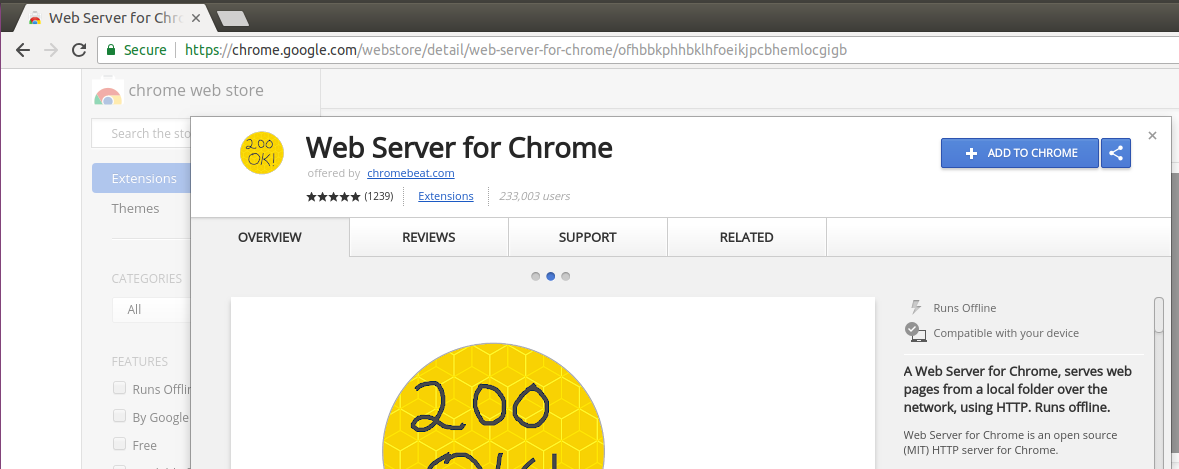 Web Server for Chr
Secure
https://chrome.google.com/webstore/detail/web-server-for-chrome/ofhbbkphhbklhfoeikjpcbhemlocgigb
chrome web store
Search the sto
Extensions
Themes
CATEGORIES
All
FEATURES
Runs Offlin
By Google
Free
200
OK!
Web Server for Chrome
offered by chromebeat.com
(1239)
Extensions
233,003 users
ADD TO CHROME
OVERVIEW
REVIEWS
SUPPORT
RELATED
200
OK!
Runs Offline
Compatible with your device
A Web Server for Chrome, serves web
pages from a local folder over the
network, using HTTP. Runs offline.
Web Server for Chrome is an open source
(MIT) HTTP server for Chrome.